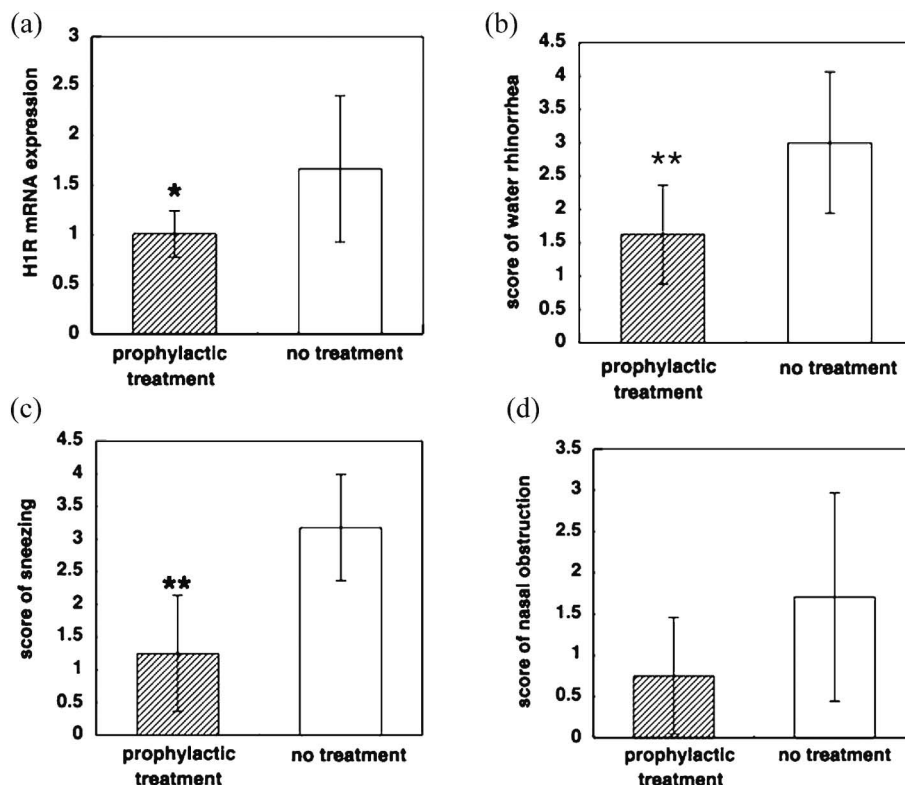 (a)
3
2.5
2
1.5
1
0.5
0
H1R mRNA expression
*
prophylactic
treatment
no treatment
(b)
4.5
4
3.5
3
2.5
2
1.5
1
0.5
0
score of water rhinorrhea
**
prophylactic
treatment
no treatment
(c)
4.5
4
3.5
3
2.5
2
1.5
1
0.5
0
score of sneezing
**
prophylactic
treatment
no treatment
(d)
3.5
3
2.5
2
1.5
1
0.5
0
score of nasal obstruction
prophylactic
treatment
no treatment